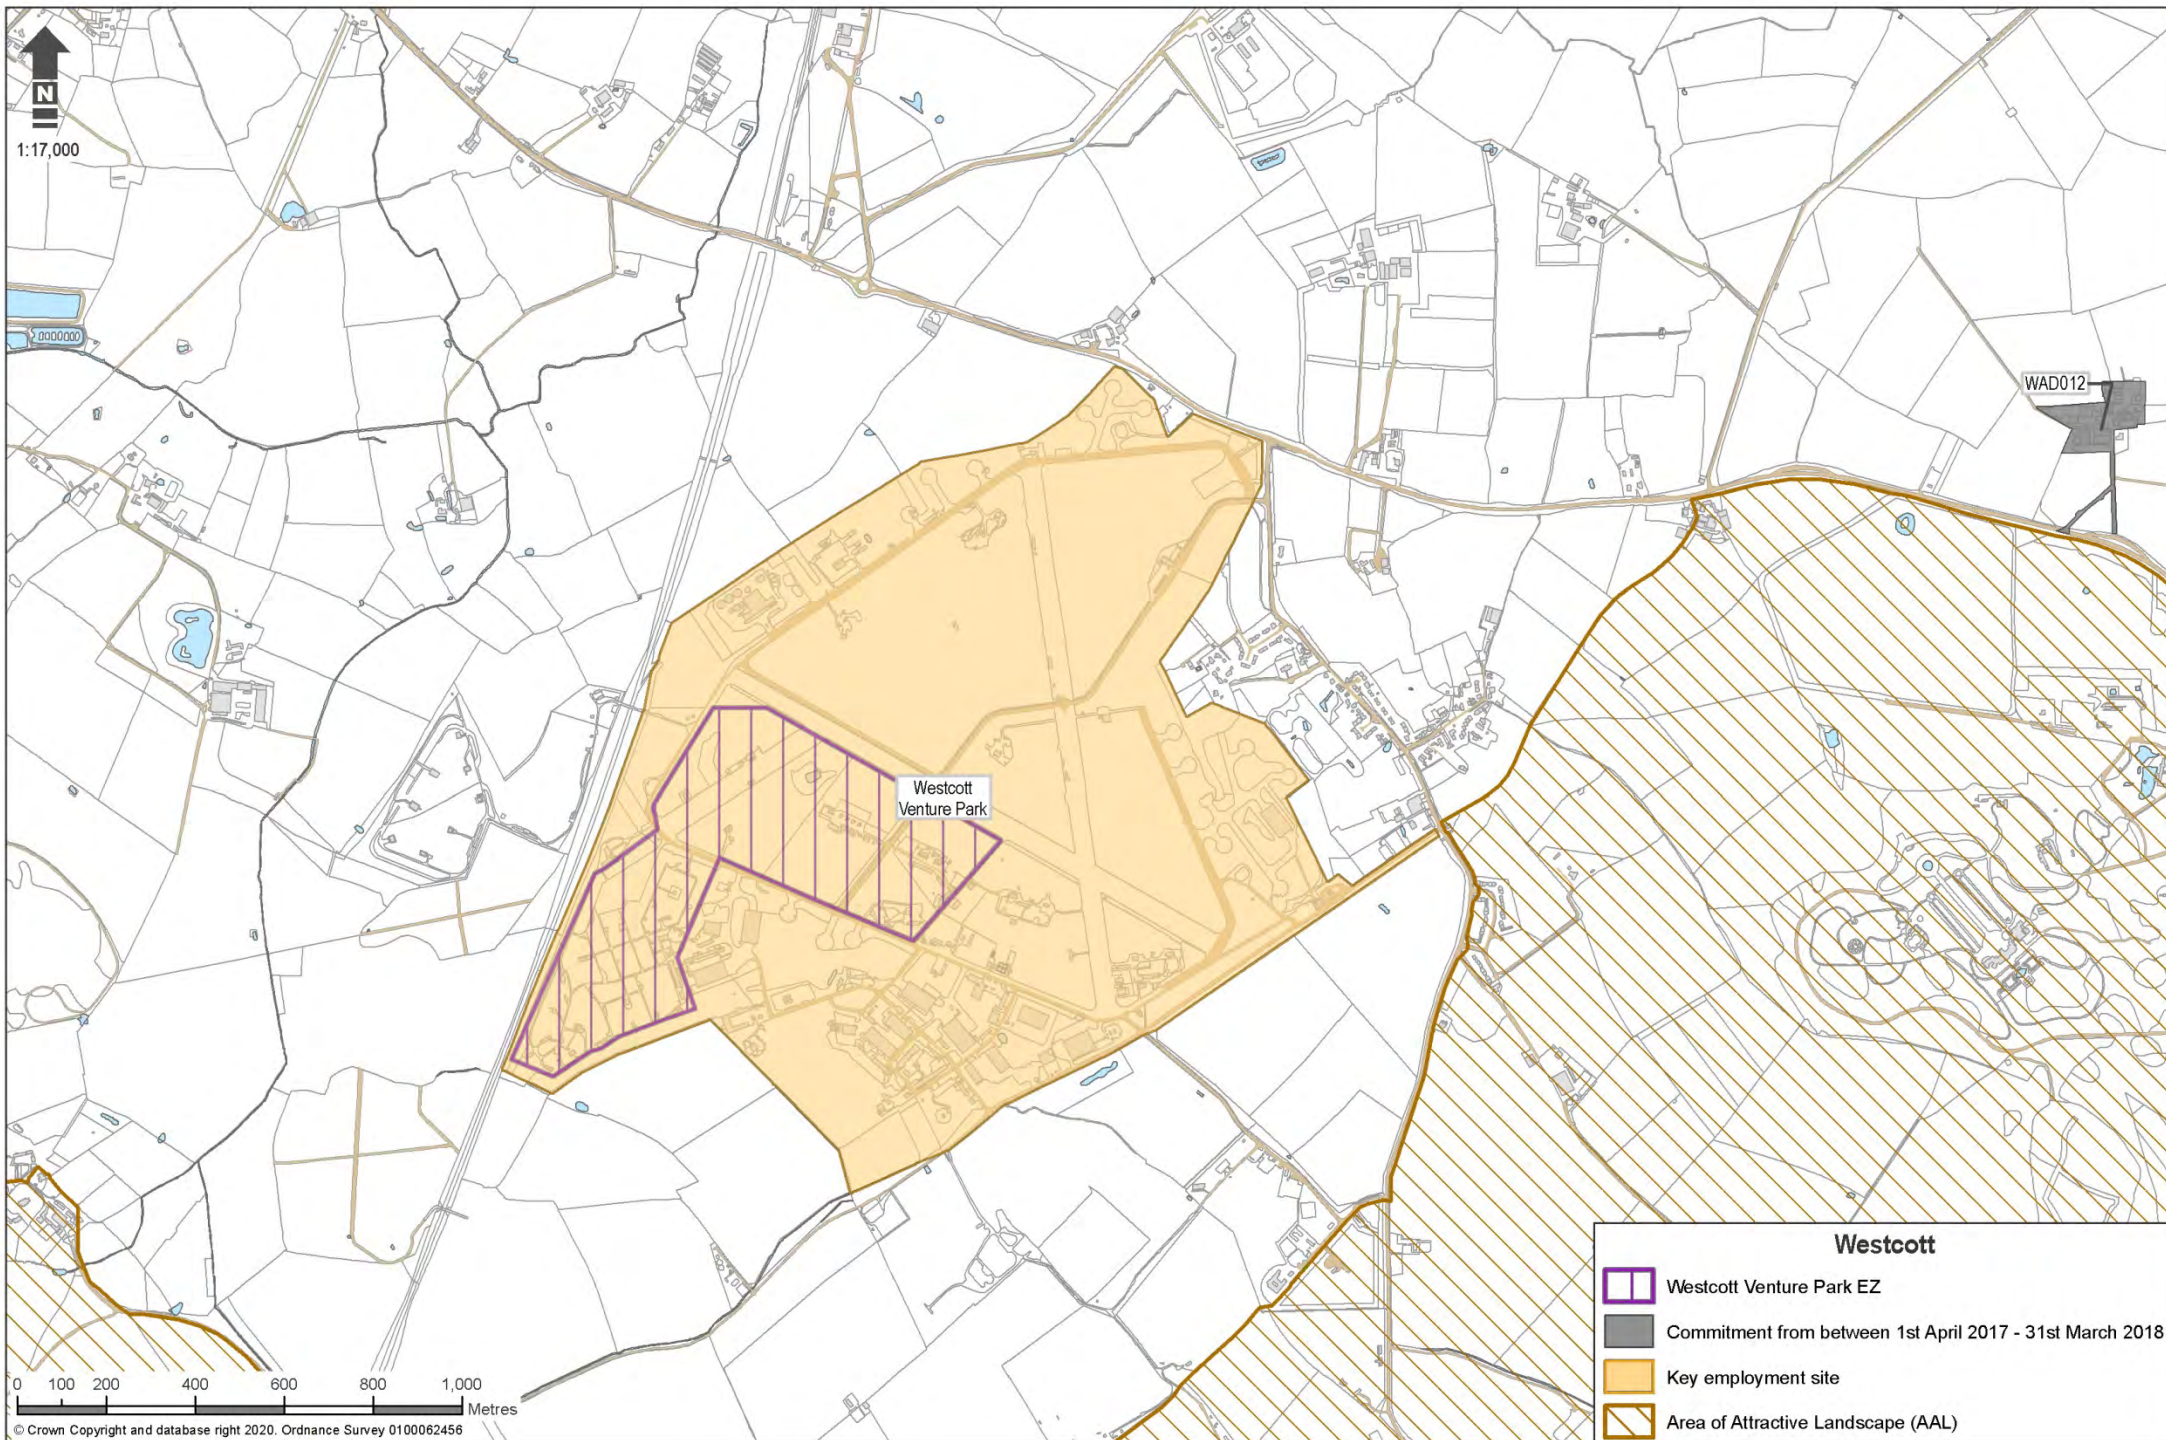 N
1:17,000
WAD012
Westcott
Venture Park
Westcott
Westcott Venture Park EZ
Commitment from between 1st April 2017 - 31st March 2018
Key employment site
Area of Attractive Landscape (AAL)
0 100 200 400 600 800 1,000
Metres
© Crown Copyright and database right 2020. Ordnance Survey 0100062456